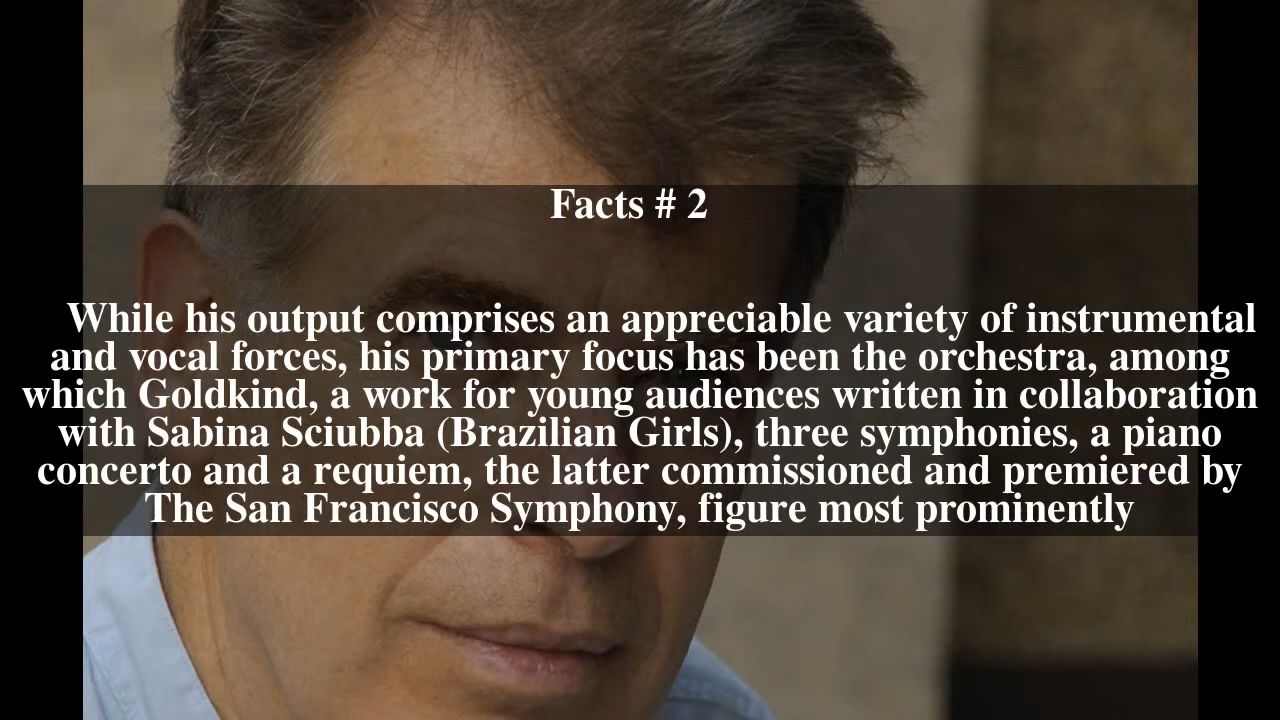 Facts # 2
While his output comprises an appreciable variety of instrumental
and vocal forces, his primary focus has been the orchestra, among
which Goldkind, a work for young audiences written in collaboration
with Sabina Sciubba (Brazilian Girls), three symphonies, a piano
concerto and a requiem, the latter commissioned and premiered by
The San Francisco Symphony, figure most prominently